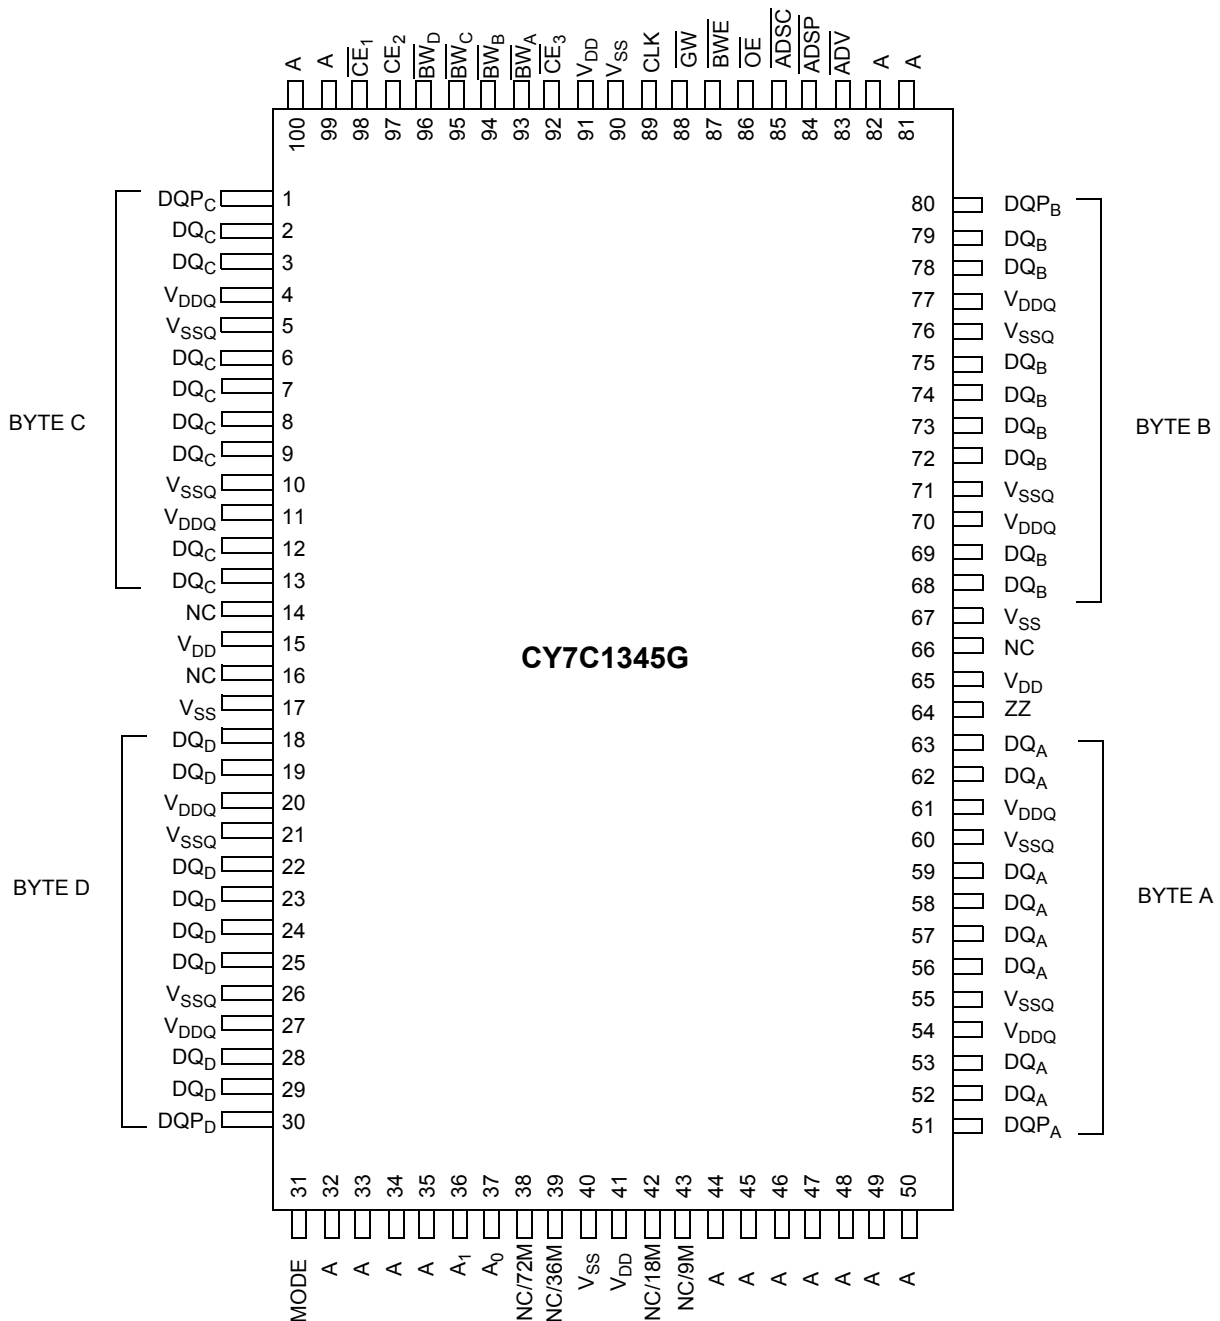 A A CE1 CE2 BWD BWC BWB BWA CE3 VDD VSS CLK GW BWE OE ADSC ADSP ADV A A
100 99 98 97 96 95 94 93 92 91 90 89 88 87 86 85 84 83 82 81
DQPC 1 80 DQPB
DQC 2 79 DQB
DQC 3 78 DQB
VDDQ 4 77 VDDQ
VSSQ 5 76 VSSQ
DQC 6 75 DQB
DQC 7 74 DQB
BYTE C DQC 8 73 DQB BYTE B
DQC 9 72 DQB
VSSQ 10 71 VSSQ
VDDQ 11 70 VDDQ
DQC 12 69 DQB
DQC 13 68 DQB
NC 14 67 VSS
VDD 15 CY7C1345G 66 NC
NC 16 65 VDD
VSS 17 64 ZZ
DQD 18 63 DQA
DQD 19 62 DQA
VDDQ 20 61 VDDQ
VSSQ 21 60 VSSQ
DQD 22 59 DQA
BYTE D DQD 23 58 DQA BYTE A
DQD 24 57 DQA
DQD 25 56 DQA
VSSQ 26 55 VSSQ
VDDQ 27 54 VDDQ
DQD 28 53 DQA
DQD 29 52 DQA
DQPD 30 51 DQPA
31 32 33 34 35 36 37 38 39 40 41 42 43 44 45 46 47 48 49 50
MODE A A A A A1 A0 NC/72M NC/36M VSS VDD NC/18M NC/9M A A A A A A A